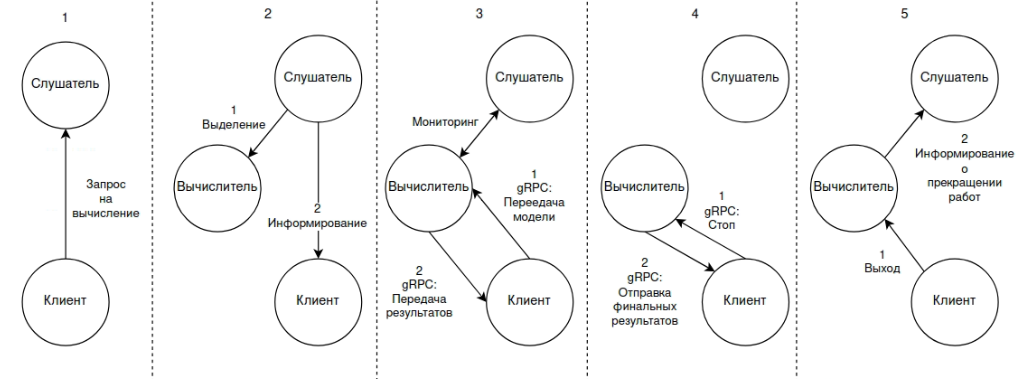 1
Слушатель
Запрос
на
вычисление
Клиент
2
Слушатель
1
Выделение
Вычислитель
2
Информирование
Клиент
3
Слушатель
Мониторинг
Вычислитель
1
gRPC:
Переедача
модели
2
gRPC:
Передача
результатов
Клиент
4
Слушатель
Вычислитель
1
gRPC:
Стоп
2
gRPC:
Отправка
финальных
результатов
Клиент
5
Слушатель
2
Информирование
о
прекращении
работ
Вычислитель
1
Выход
Клиент